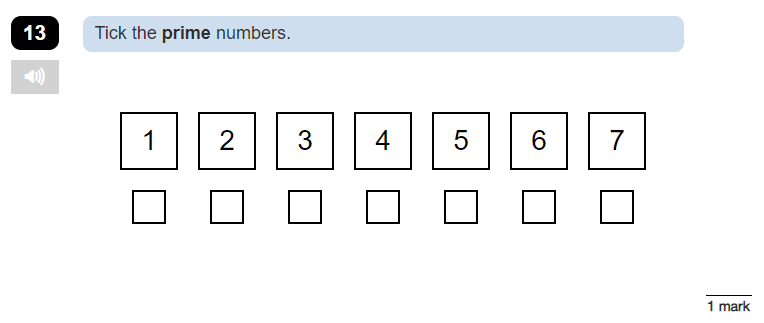 13
Tick the prime numbers.
1 2 3 4 5 6 7
1 mark